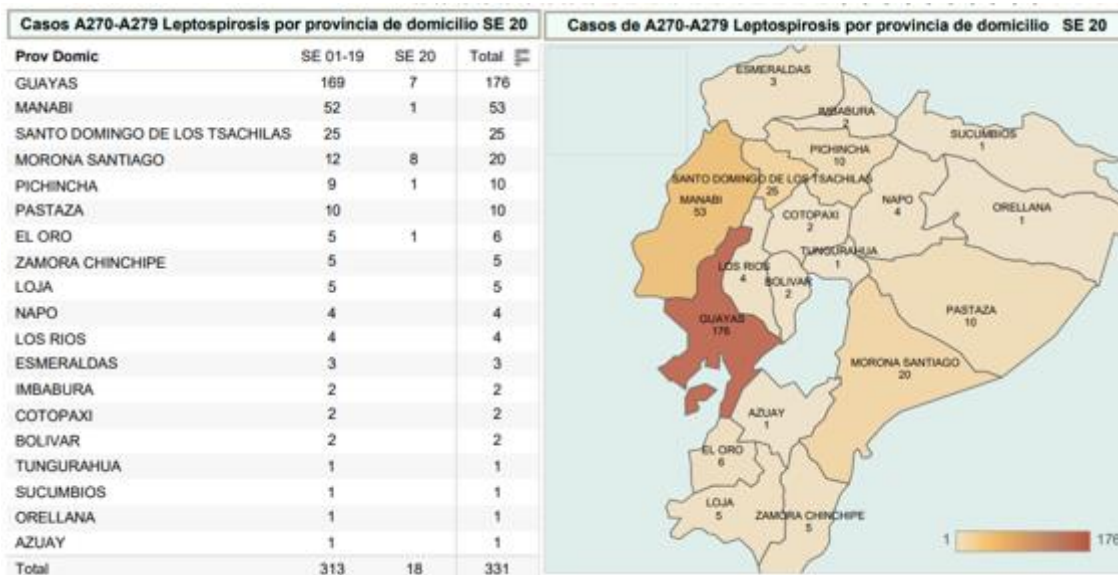 Casos A270-A279 Leptospirosis por provincia de domicilio SE 20
Prov Domic SE 01-19 SE 20 Total
GUAYAS 169 7 176
MANABI 52 1 53
SANTO DOMINGO DE LOS TSACHILAS 25 25
MORONA SANTIAGO 12 8 20
PICHINCHA 9 1 10
PASTAZA 10 10
EL ORO 5 1 6
ZAMORA CHINCHIPE 5 5
LOJA 5 5
NAPO 4 4
LOS RIOS 4 4
ESMERALDAS 3 3
IMBABURA 2 2
COTOPAXI 2 2
BOLIVAR 2 2
TUNGURAHUA 1 1
SUCUMBIOS 1 1
ORELLANA 1 1
AZUAY 1 1
Total 313 18 331
Casos de A270-A279 Leptospirosis por provincia de domicilio SE 20
ESMERALDAS
3
IMBABURA
2
SUCUMBIOS
1
PICHINCHA
10
SANTO DOMINGO DE LOS TSACHILAS
25
MANABI
53
NAPO
4
ORELLANA
1
COTOPAXI
2
TUNGURAHUA
1
LOS RIOS
4
BOLIVAR
2
PASTAZA
10
GUAYAS
176
MORONA SANTIAGO
20
AZUAY
1
EL ORO
6
LOJA
5
ZAMORA CHINCHIPE
5
1 176